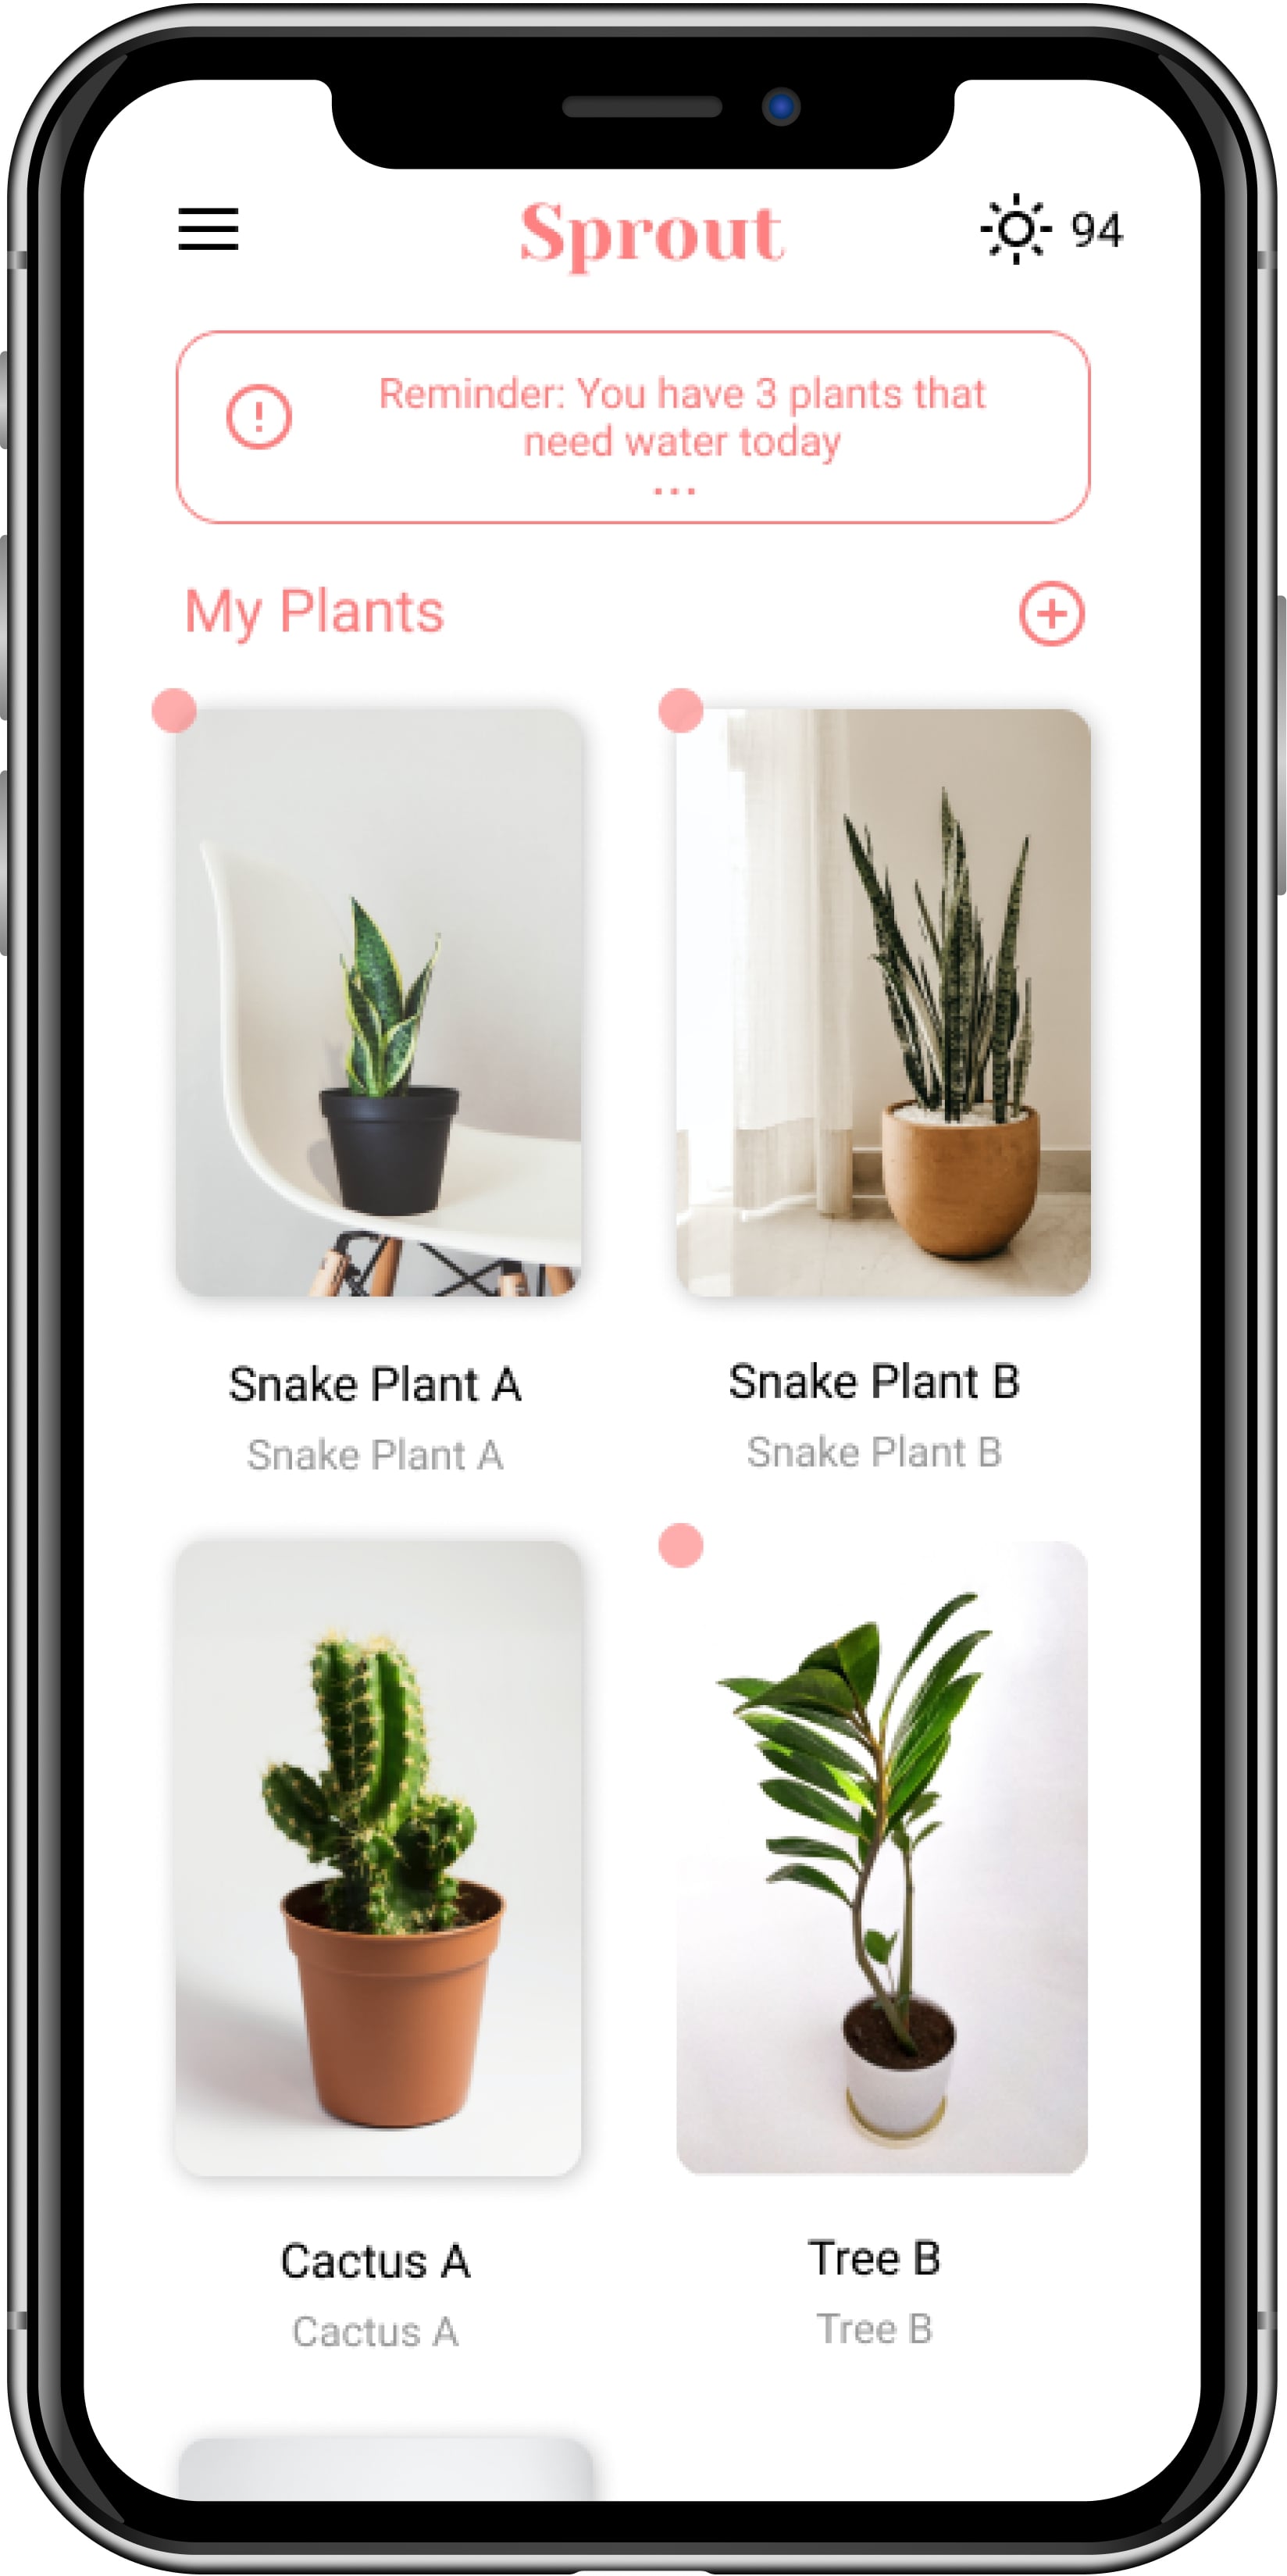 Sprout
94
Reminder: You have 3 plants that
need water today
...
My Plants
Snake Plant A
Snake Plant B
Snake Plant A
Snake Plant B
Cactus A
Tree B
Cactus A
Tree B